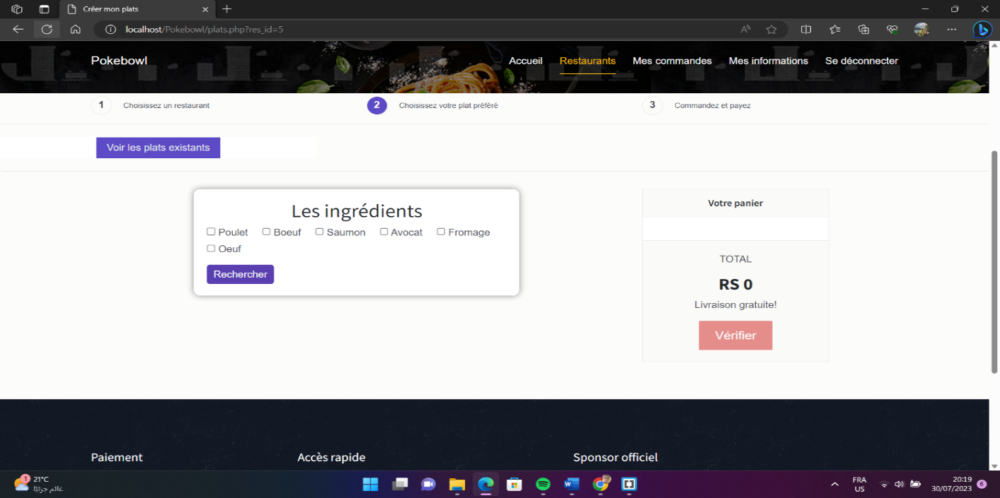 Créer mon plats
localhost/Pokebowl/plats.php?res_id=5
Pokebowl
Accueil Restaurants Mes commandes Mes informations Se déconnecter
1 Choisissez un restaurant 2 Choisissez votre plat préféré 3 Commandez et payez
Voir les plats existants
Les ingrédients
Poulet Boeuf Saumon Avocat Fromage
Oeuf
Rechercher
Votre panier
TOTAL
RS 0
Livraison gratuite!
Vérifier
Paiement Accès rapide Sponsor officiel
1 21°C
غائم جزئيًا
FRA
US
20:19
30/07/2023
6